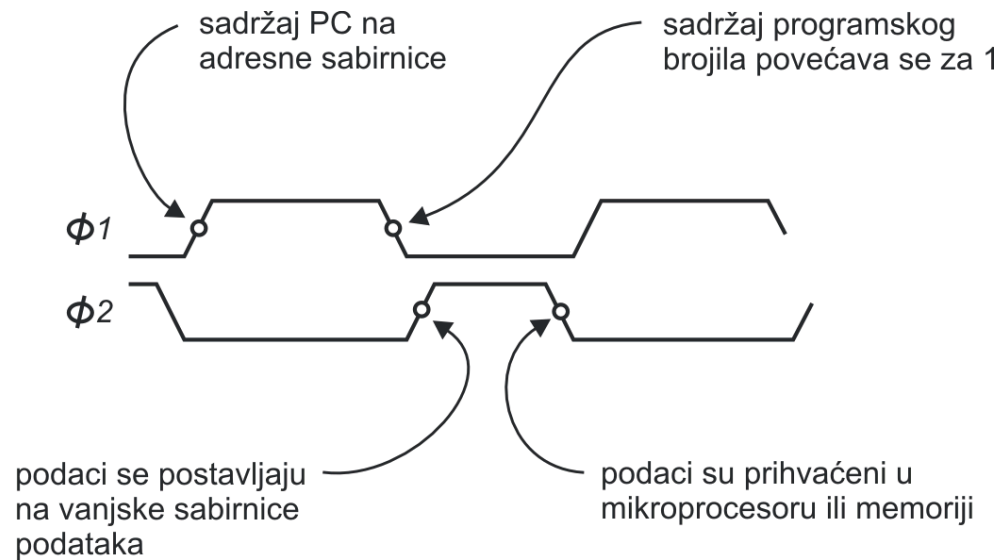 sadržaj PC na
adresne sabirnice
sadržaj programskog
brojila povećava se za 1
ϕ1
ϕ2
podaci se postavljaju
na vanjske sabirnice
podataka
podaci su prihvaćeni u
mikroprocesoru ili memoriji